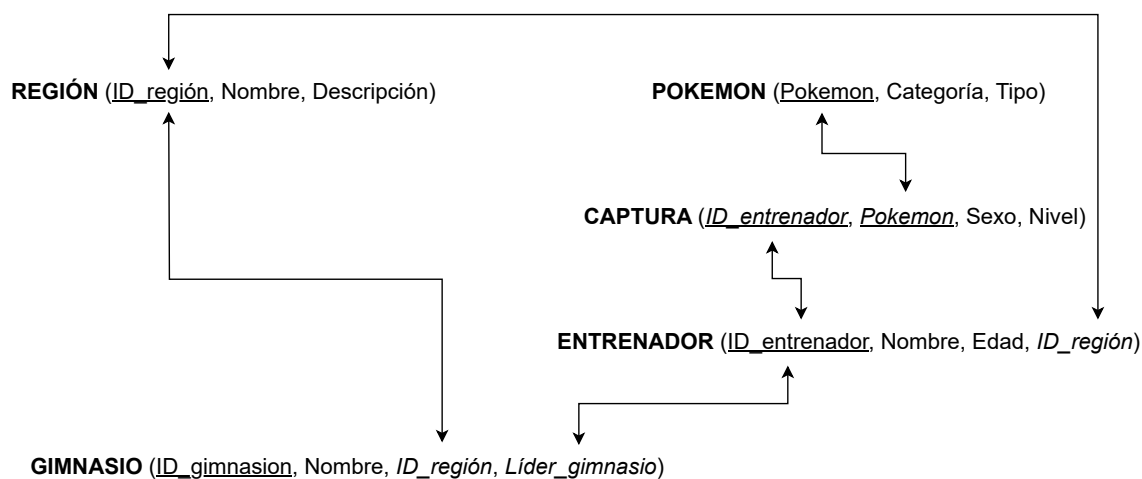 REGIÓN (ID_región, Nombre, Descripción)
POKEMON (Pokemon, Categoría, Tipo)
CAPTURA (ID_entrenador, Pokemon, Sexo, Nivel)
ENTRENADOR (ID_entrenador, Nombre, Edad, ID_región)
GIMNASIO (ID_gimnasion, Nombre, ID_región, Líder_gimnasio)